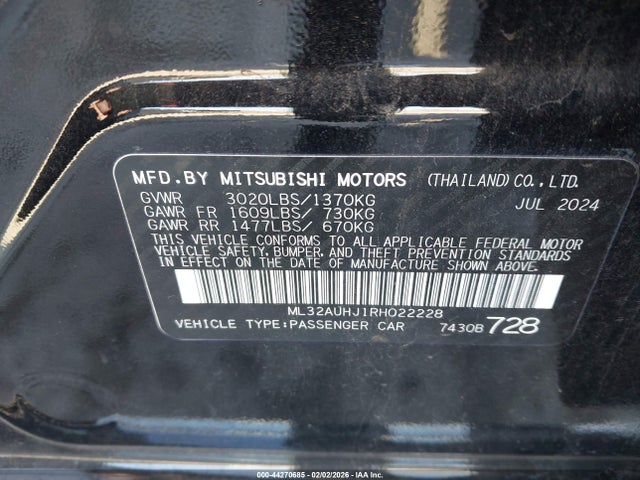 MFD.BY MITSUBISHI MOTORS (THAILAND)CO.,LTD.
GVWR 3020LBS/1370KG JUL 2024
GAWR FR 1609LBS/ 730KG
GAWR RR 1477LBS/ 670KG
THIS VEHICLE CONFORMS TO ALL APPLICABLE FEDERAL MOTOR
VEHICLE SAFETY, BUMPER, AND THEFT PREVENTION STANDARDS
IN EFFECT ON THE DATE OF MANUFACTURE SHOWN ABOVE.
ML32AUHJ1RH022228
VEHICLE TYPE:PASSENGER CAR 7430B 728
000-44270685 - 02/02/2026 - IAAI.COM